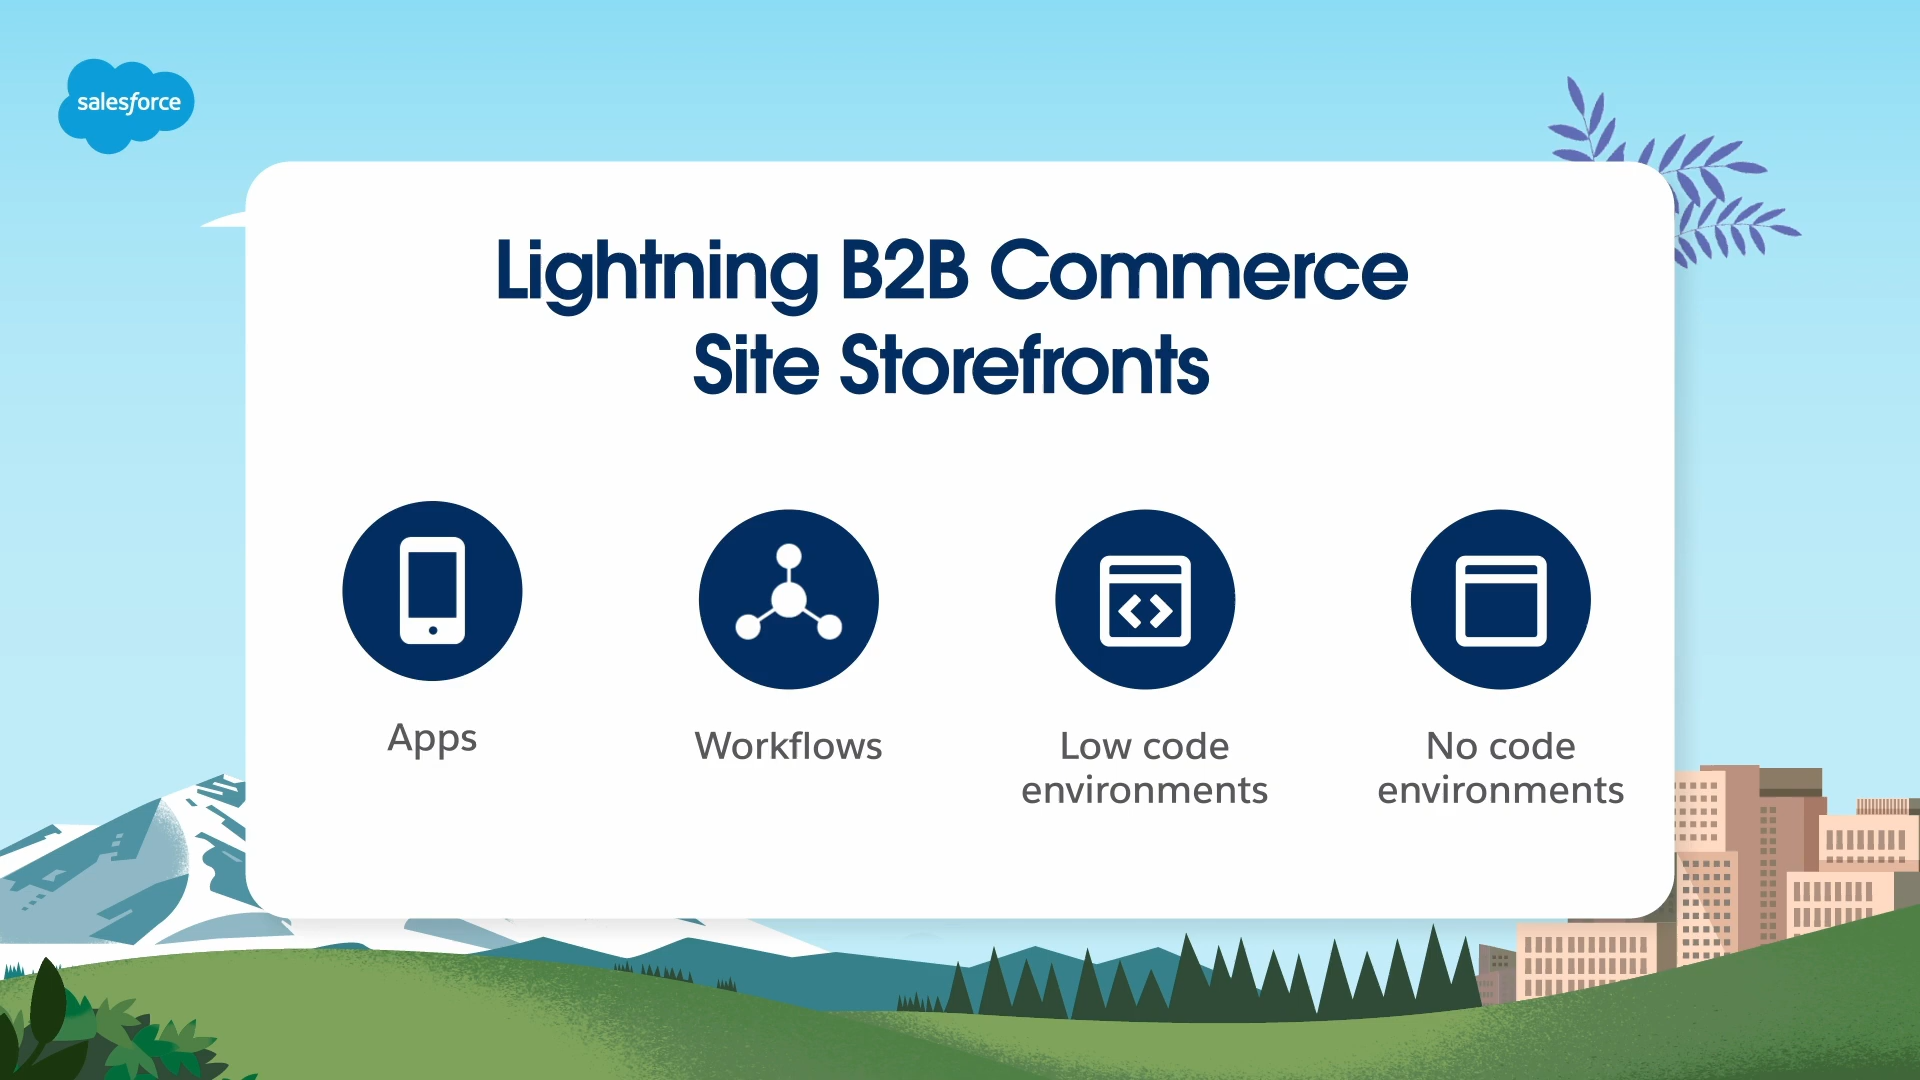 salesforce
Lightning B2B Commerce
Site Storefronts
Apps
Workflows
Low code
environments
No code
environments